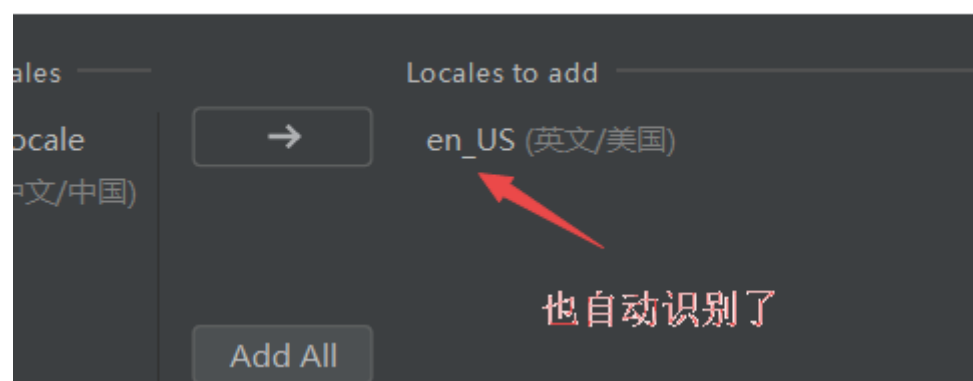 ales
Locales to add
ocale
→
en_US (英文/美国)
中文/中国)
也自动识别了
Add All